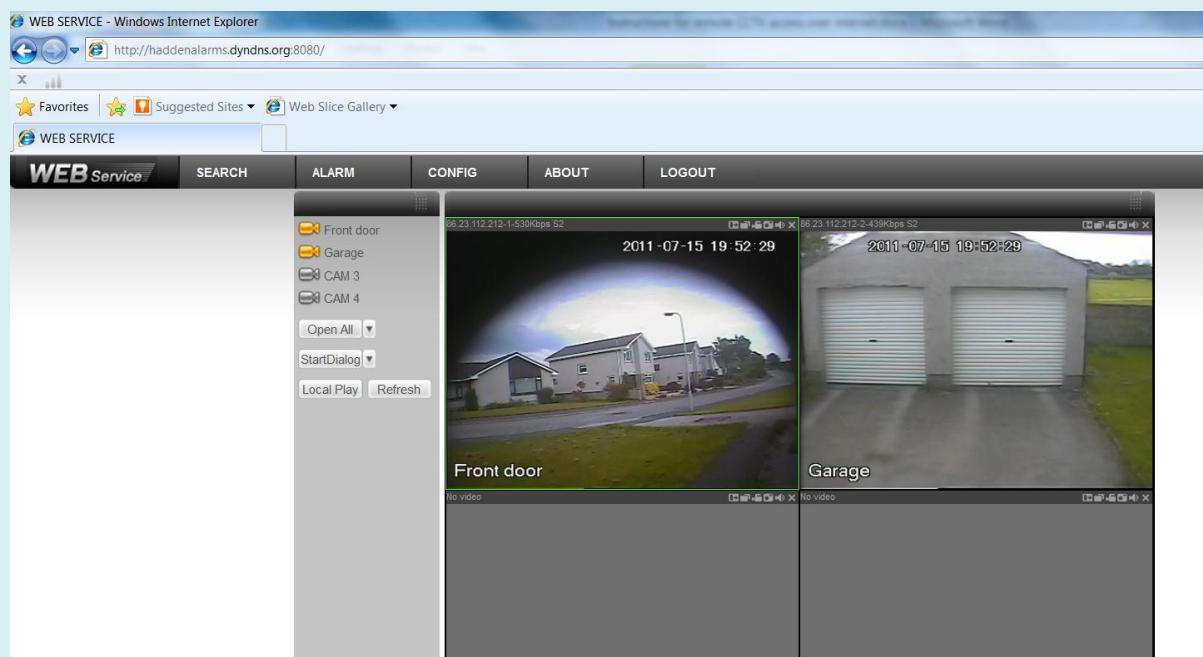 WEB SERVICE - Windows Internet Explorer
http://haddenalarms.dyndns.org:8080/
X
Favorites Suggested Sites Web Slice Gallery
WEB SERVICE
WEB Service SEARCH ALARM CONFIG ABOUT LOGOUT
Front door
Garage
CAM 3
CAM 4
Open All
StartDialog
Local Play Refresh
86.23.112.212-1-530Kbps S2
2011-07-15 19:52:29
Front door
86.23.112.212-2-439Kbps S2
2011-07-15 19:52:29
Garage
No video
No video